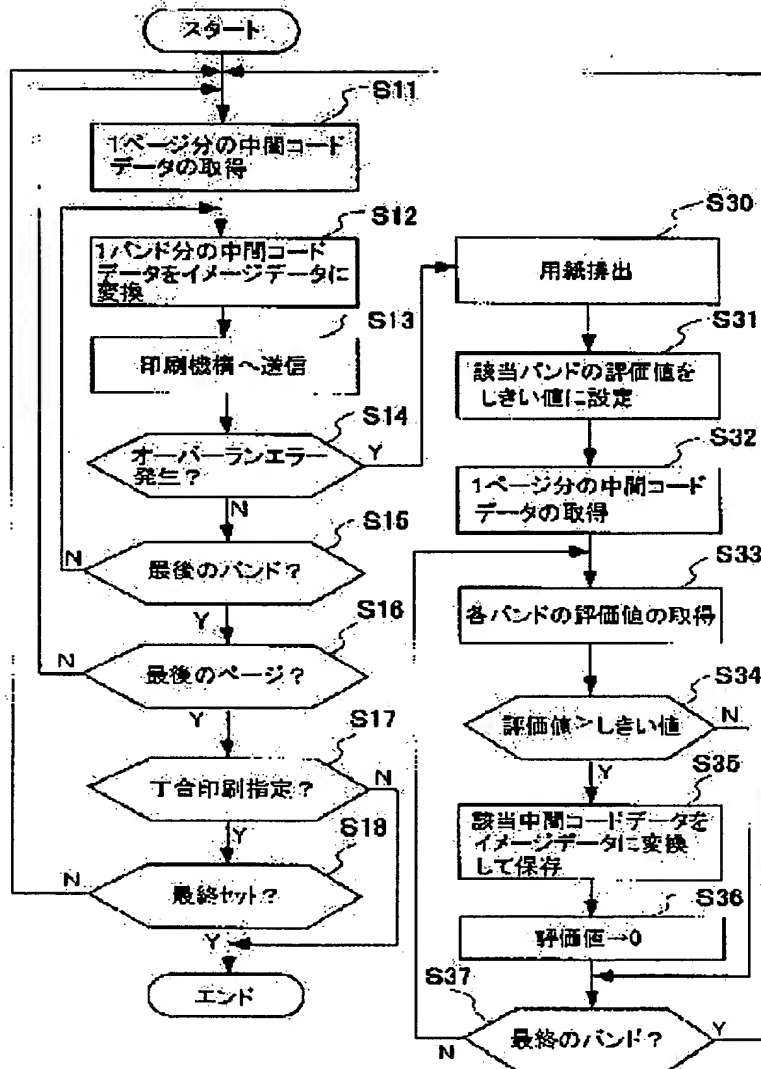 スタート
S11
1ページ分の中間コード
データの取得
S12
1バンド分の中間コード
データをイメージデータに
変換
S13
印刷機構へ送信
S14
オーバーランエラー
発生?
Y
N
S15
最後のバンド?
N
Y
S16
最後のページ?
N
Y
S17
丁合印刷指定?
N
Y
S18
最終セット?
N
Y
エンド
S30
用紙排出
S31
該当バンドの評価値を
しきい値に設定
S32
1ページ分の中間コード
データの取得
S33
各バンドの評価値の取得
S34
評価値≧しきい値
N
Y
S35
該当中間コードデータを
イメージデータに変換
して保存
S36
評価値→0
S37
最終のバンド?
N
Y